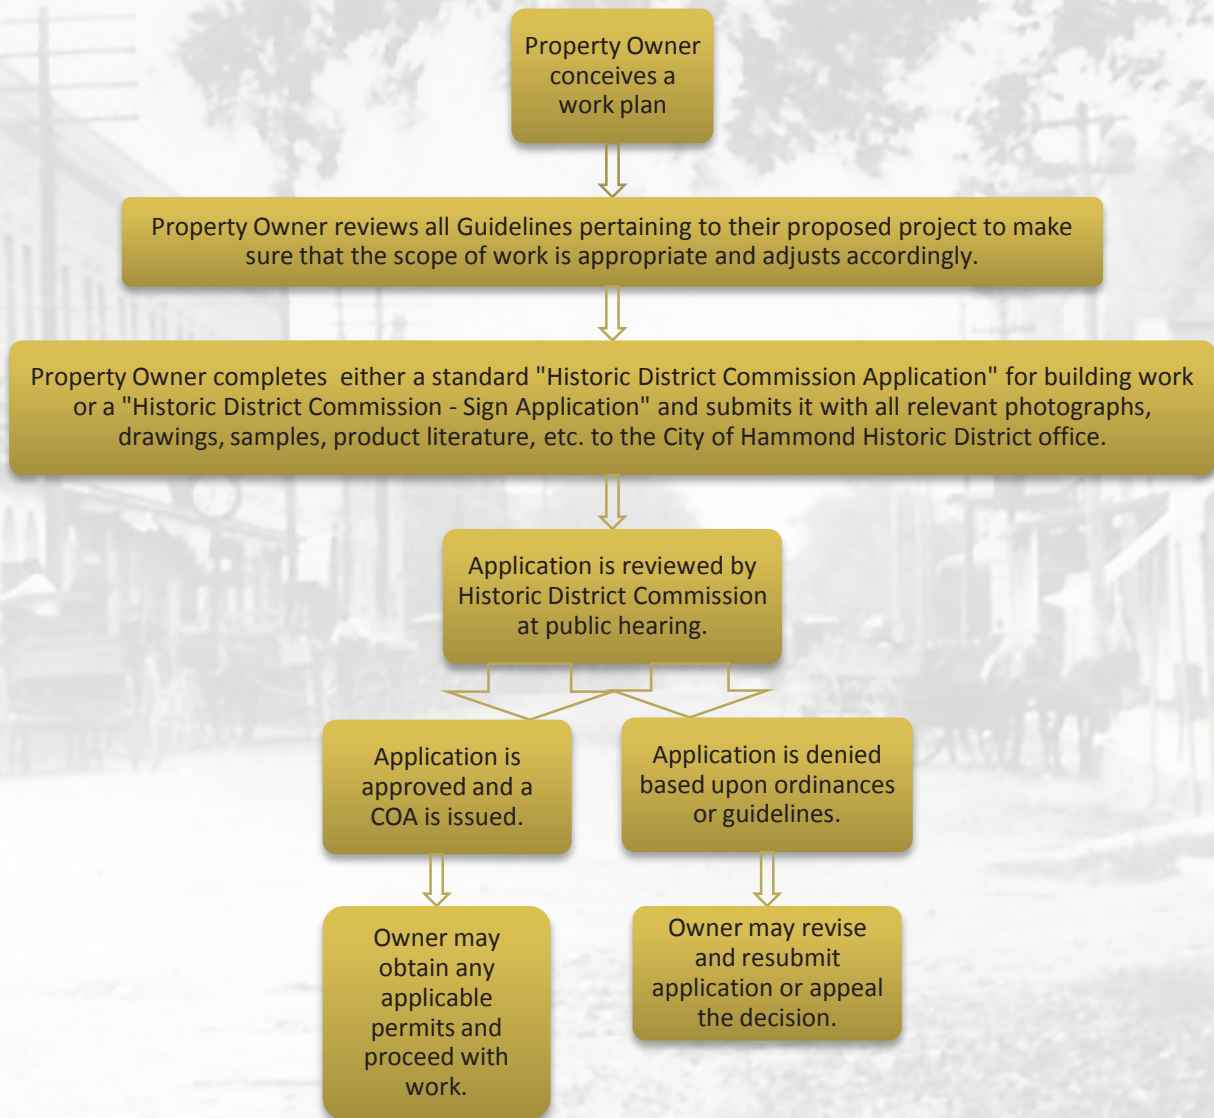 Property Owner
conceives a
work plan
Property Owner reviews all Guidelines pertaining to their proposed project to make
sure that the scope of work is appropriate and adjusts accordingly.
Property Owner completes  either a standard "Historic District Commission Application" for building work
or a "Historic District Commission - Sign Application" and submits it with all relevant photographs,
drawings, samples, product literature, etc. to the City of Hammond Historic District office.
Application is reviewed by
Historic District Commission
at public hearing.
Application is
approved and a
COA is issued.
Application is denied
based upon ordinances
or guidelines.
Owner may
obtain any
applicable
permits and
proceed with
work.
Owner may revise
and resubmit
application or appeal
the decision.